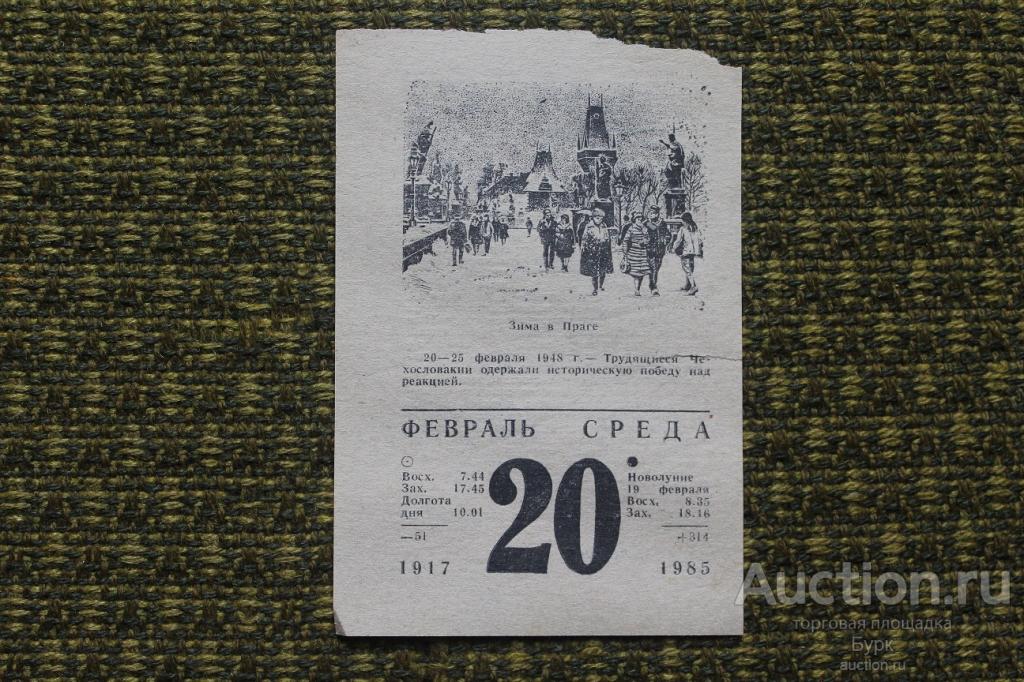 Зима в Праге
20—25 февраля 1948 г.— Трудящиеся Че-
хословакии одержали историческую победу над
реакцией.
ФЕВРАЛЬ СРЕДА
Восх. 7.44
Зах. 17.45
Долгота
дня 10.01
—51
1917
20
Новолуние
19 февраля
Восх. 8.35
Зах. 18.16
+314
1985
Auction.ru
торговая площадка
Бурк
auction.ru